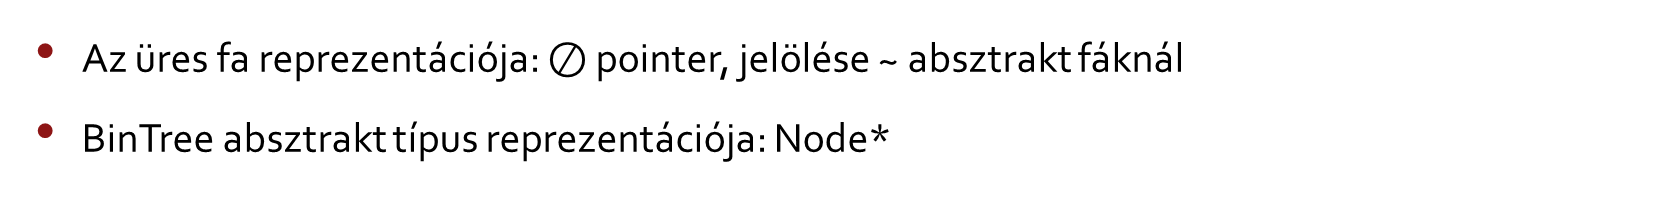 • Az üres fa reprezentációja: ∅ pointer, jelölése ~ absztrakt fáknál
• BinTree absztrakt típus reprezentációja: Node*